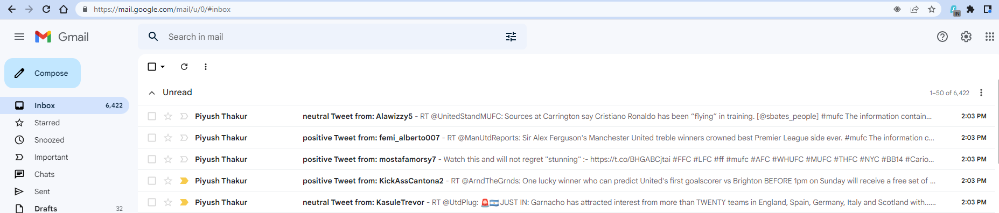 https://mail.google.com/mail/u/0/#inbox
IN
Gmail
Search in mail
Compose
Unread
1–50 of 6,422
Inbox 6,422
Starred
Snoozed
Important
Chats
Sent
Drafts 32
Piyush Thakur neutral Tweet from: Alawizzy5 - RT @UnitedStandMUFC: Sources at Carrington say Cristiano Ronaldo has been “flying” in training. [@sbates_people] #mufc The information contain... 2:03 PM
Piyush Thakur positive Tweet from: femi_alberto007 - RT @ManUtdReports: Sir Alex Ferguson's Manchester United treble winners crowned best Premier League side ever. #mufc The information c... 2:03 PM
Piyush Thakur positive Tweet from: mostafamorsy7 - Watch this and will not regret "stunning" :- https://t.co/BHGABCjtai #FFC #LFC #ff #mufc #AFC #WHUFC #MUFC #THFC #NYC #BB14 #Cario... 2:03 PM
Piyush Thakur positive Tweet from: KickAssCantona2 - RT @ArndTheGrnds: One lucky winner who can predict United's first goalscorer vs Brighton BEFORE 1pm on Sunday will receive a free set of ... 2:03 PM
Piyush Thakur neutral Tweet from: KasuleTrevor - RT @UtdPlug: 🚨🇦🇷 JUST IN: Garnacho has attracted interest from more than TWENTY teams in England, Spain, Germany, Italy and Scotland with...... 2:03 PM